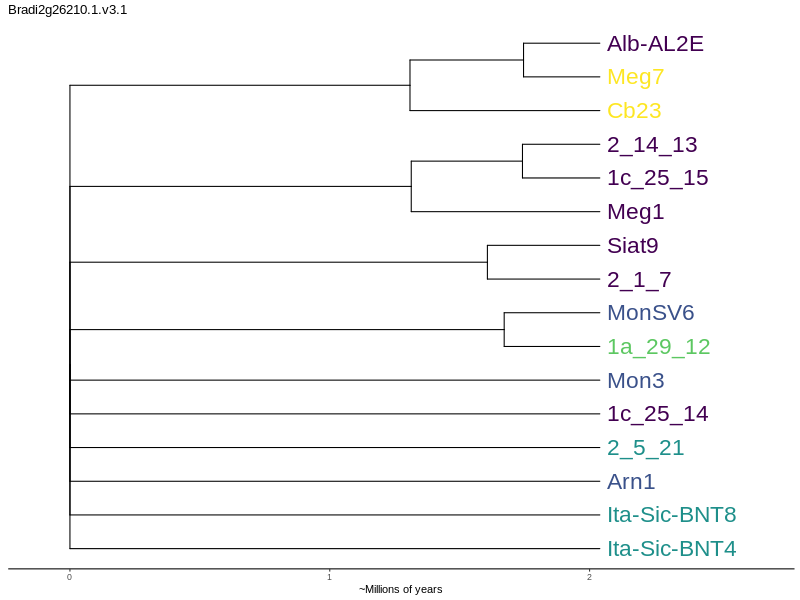 Bradi2g26210.1.v3.1
Alb-AL2E
Meg7
Cb23
2_14_13
1c_25_15
Meg1
Siat9
2_1_7
MonSV6
1a_29_12
Mon3
1c_25_14
2_5_21
Arn1
Ita-Sic-BNT8
Ita-Sic-BNT4
0 1 2
~Millions of years